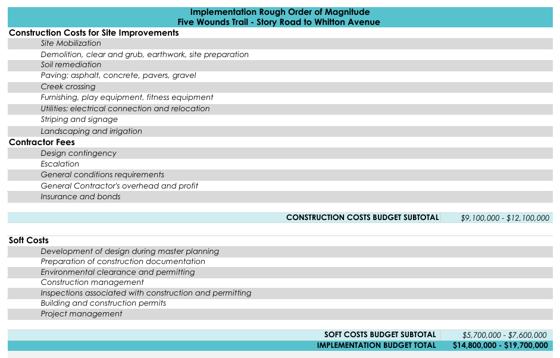 Implementation Rough Order of Magnitude
Five Wounds Trail - Story Road to Whitton Avenue
Construction Costs for Site Improvements
Site Mobilization
Demolition, clear and grub, earthwork, site preparation
Soil remediation
Paving: asphalt, concrete, pavers, gravel
Creek crossing
Furnishing, play equipment, fitness equipment
Utilities: electrical connection and relocation
Striping and signage
Landscaping and irrigation
Contractor Fees
Design contingency
Escalation
General conditions requirements
General Contractor's overhead and profit
Insurance and bonds
CONSTRUCTION COSTS BUDGET SUBTOTAL $9,100,000 - $12,100,000
Soft Costs
Development of design during master planning
Preparation of construction documentation
Environmental clearance and permitting
Construction management
Inspections associated with construction and permitting
Building and construction permits
Project management
SOFT COSTS BUDGET SUBTOTAL $5,700,000 - $7,600,000
IMPLEMENTATION BUDGET TOTAL $14,800,000 - $19,700,000